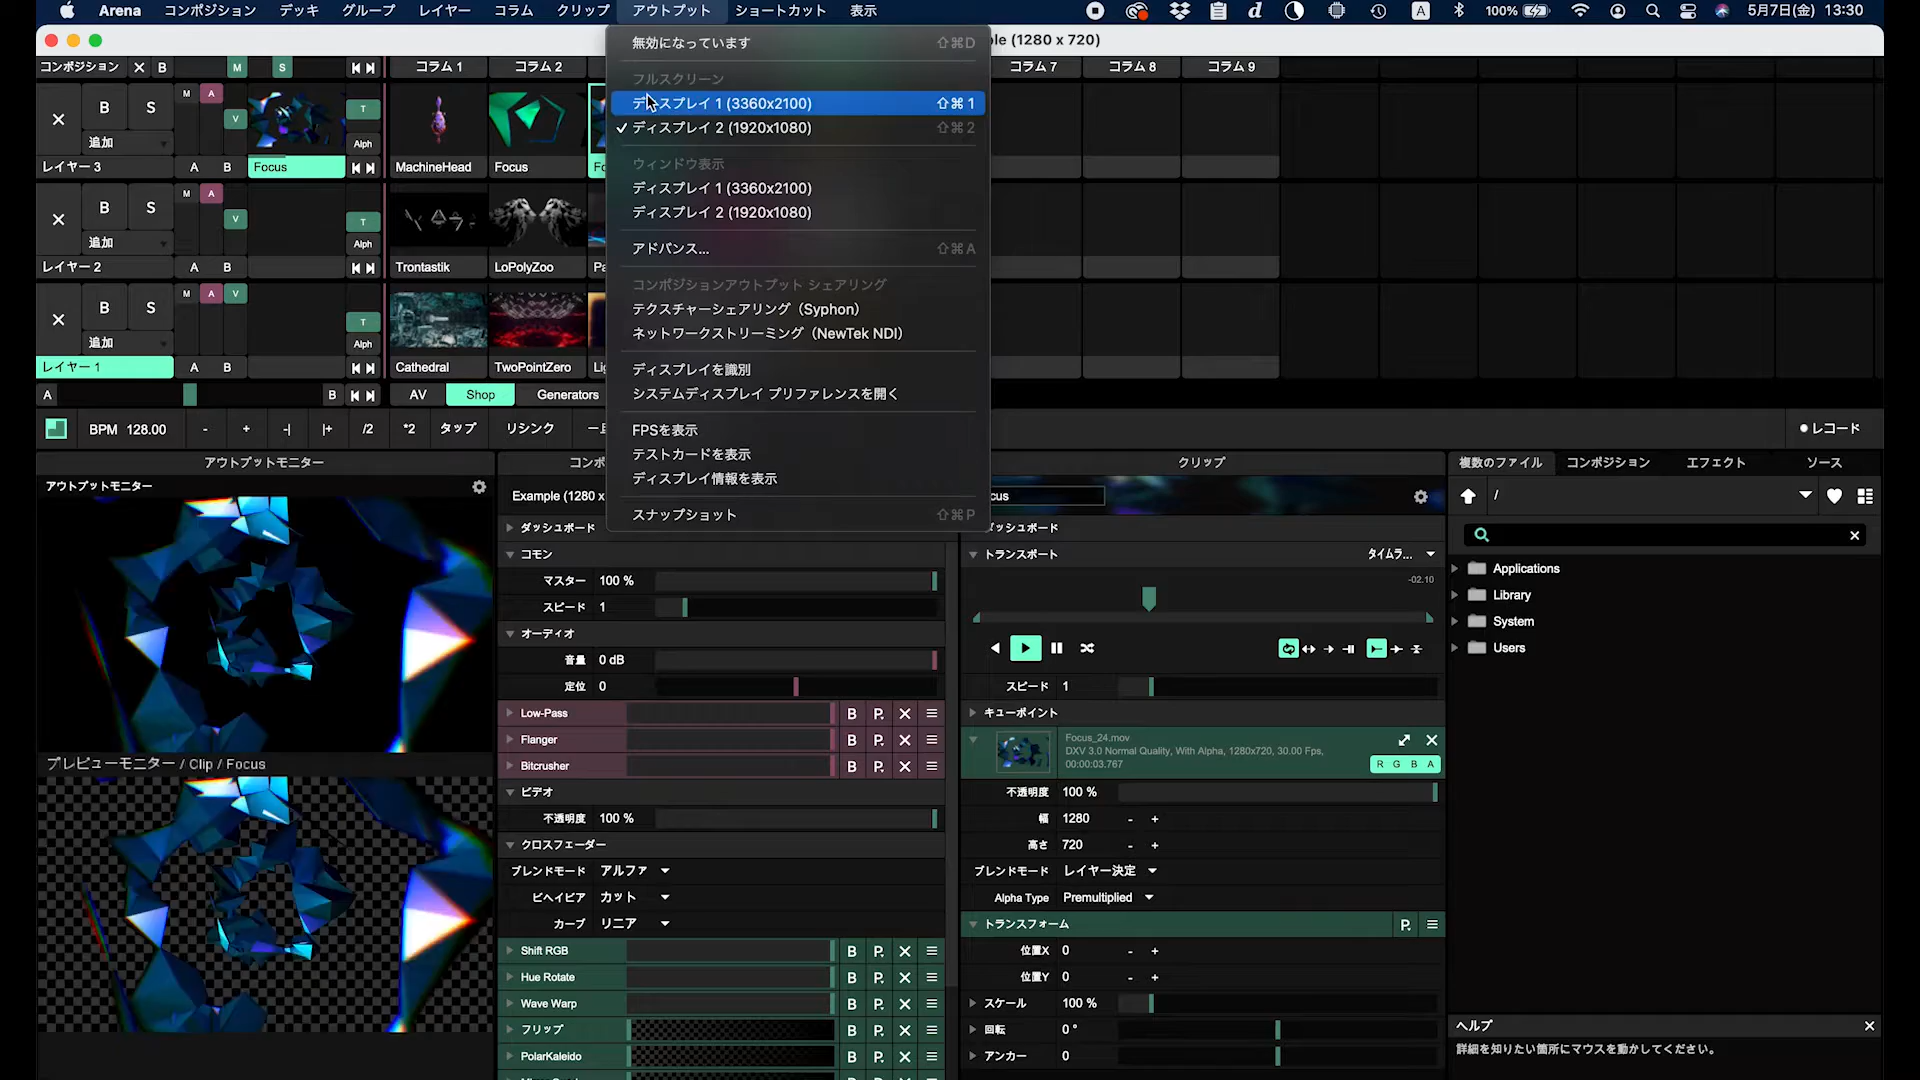 Arena コンポジション デッキ グループ レイヤー コラム クリップ アウトプット ショートカット 表示
100% 5月7日(金) 13:30
ple (1280 x 720)
無効になっています ⇧⌘D
フルスクリーン
ディスプレイ 1 (3360x2100) ⇧⌘1
✓ ディスプレイ 2 (1920x1080) ⇧⌘2
ウィンドウ表示
ディスプレイ 1 (3360x2100)
ディスプレイ 2 (1920x1080)
アドバンス... ⇧⌘A
コンポジションアウトプット シェアリング
テクスチャーシェアリング（Syphon）
ネットワークストリーミング（NewTek NDI）
ディスプレイを識別
システムディスプレイ プリファレンスを開く
FPSを表示
テストカードを表示
ディスプレイ情報を表示
スナップショット ⇧⌘P
コンポジション X B M S コラム 1 コラム 2 コラム 7 コラム 8 コラム 9
B S M A V T
追加 Alph
レイヤー 3 A B Focus MachineHead Focus
B S M A V T
追加 Alph
レイヤー 2 A B Trontastik LoPolyZoo Pa
B S M A V T
追加 Alph
レイヤー 1 A B Cathedral TwoPointZero
A B AV Shop Generators
BPM 128.00 - + -| |+ /2 *2 タップ リシンク レコード
アウトプットモニター
アウトプットモニター
プレビューモニター / Clip / Focus
Example (1280 x
ダッシュボード
コモン
マスター 100 %
スピード 1
オーディオ
音量 0 dB
定位 0
Low-Pass B P. X
Flanger B P. X
Bitcrusher B P. X
ビデオ
不透明度 100 %
クロスフェーダー
ブレンドモード アルファ
ビヘイビア カット
カーブ リニア
Shift RGB B P. X
Hue Rotate B P. X
Wave Warp B P. X
フリップ B P. X
PolarKaleido B P. X
クリップ
cus
ダッシュボード
トランスポート タイムラ...
-02.10
スピード 1
キューポイント
Focus_24.mov
DXV 3.0 Normal Quality, With Alpha, 1280x720, 30.00 Fps,
00:00:03.767 R G B A
不透明度 100 %
幅 1280 - +
高さ 720 - +
ブレンドモード レイヤー決定
Alpha Type Premultiplied
トランスフォーム P.
位置X 0 - +
位置Y 0 - +
スケール 100 %
回転 0 °
アンカー 0
複数のファイル コンポジション エフェクト ソース
/
Applications
Library
System
Users
ヘルプ
詳細を知りたい箇所にマウスを動かしてください。